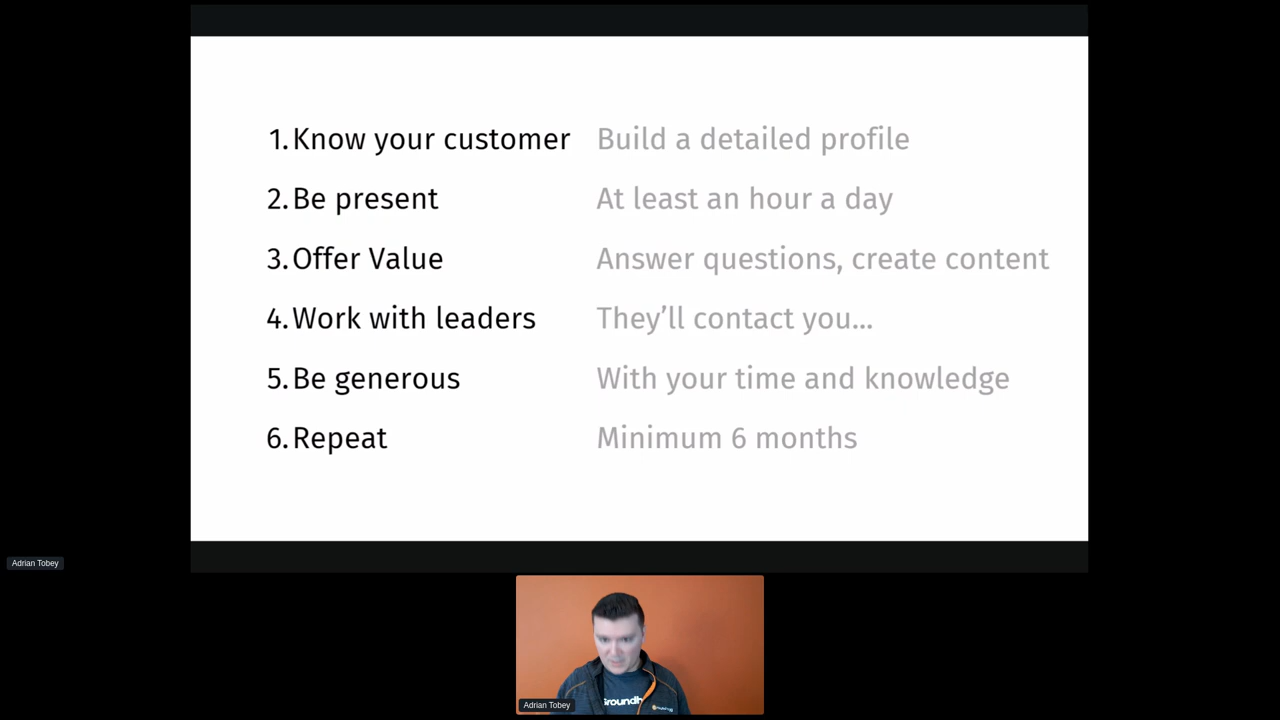 1. Know your customer Build a detailed profile
2. Be present At least an hour a day
3. Offer Value Answer questions, create content
4. Work with leaders They’ll contact you...
5. Be generous With your time and knowledge
6. Repeat Minimum 6 months
Adrian Tobey
Adrian Tobey